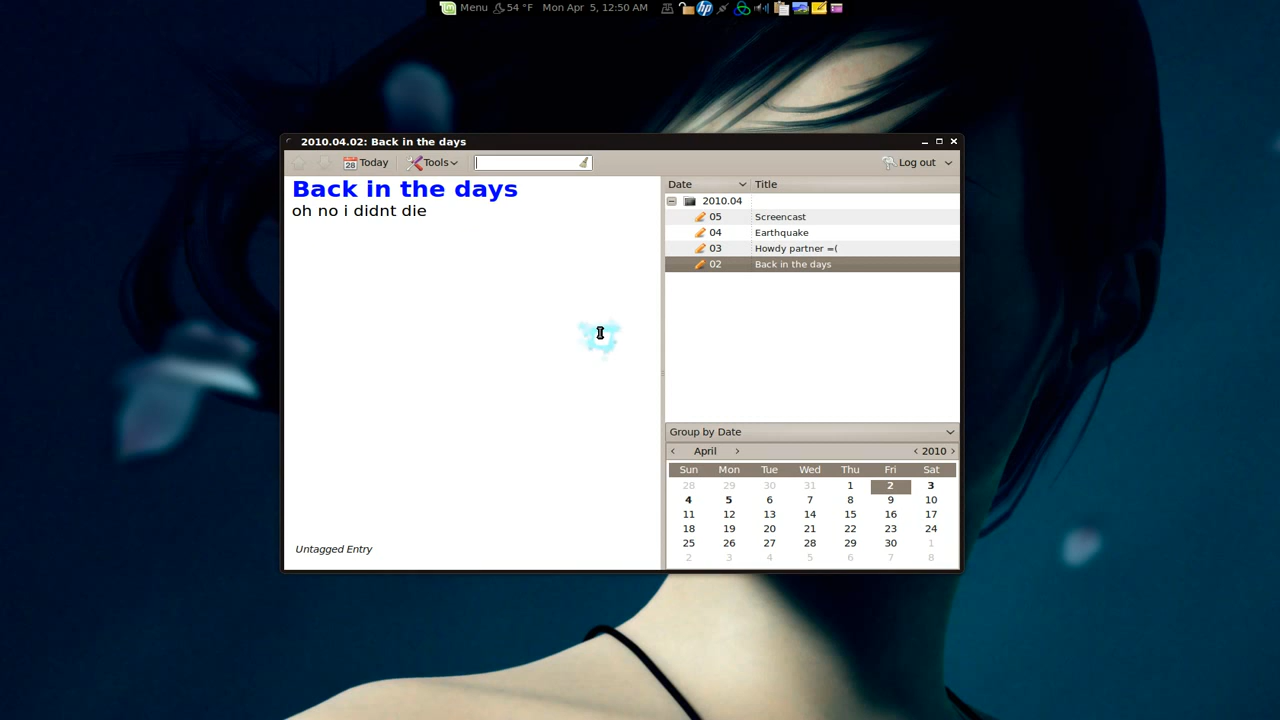 Menu 54 °F Mon Apr 5, 12:50 AM
2010.04.02: Back in the days
28 Today Tools Log out
Back in the days
oh no i didnt die
Untagged Entry
Date Title
2010.04
05 Screencast
04 Earthquake
03 Howdy partner =(
02 Back in the days
Group by Date
April 2010
Sun Mon Tue Wed Thu Fri Sat
28 29 30 31 1 2 3
4 5 6 7 8 9 10
11 12 13 14 15 16 17
18 19 20 21 22 23 24
25 26 27 28 29 30 1
2 3 4 5 6 7 8